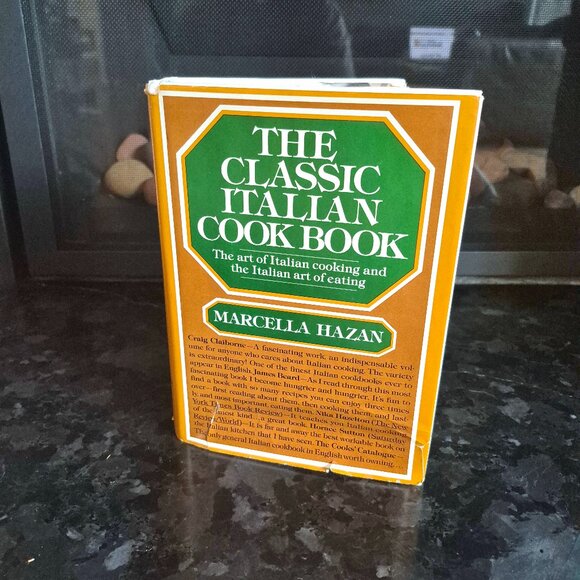 THE
CLASSIC
ITALIAN
COOK BOOK
The art of Italian cooking and
the Italian art of eating
MARCELLA HAZAN
Craig Claiborne—A fascinating work, an indispensable vol-
ume for anyone who cares about Italian cooking. The variety
is extraordinary! One of the finest Italian cookbooks ever to
appear in English. James Beard—As I read through this most
fascinating book I become hungrier and hungrier. It's fun to
find a book with so many recipes you can enjoy three times
over— first reading about them, then cooking them, and last-
ly, and most important, eating them. Nika Hazelton (The New
York Times Book Review)— It teaches you Italian cooking
of the most kind, a great book. Horace Sutton (Saturday
Review/World)— It is far and away the best workable book on
the Italian kitchen that I have seen. The Cooks' Catalogue—
The only general Italian cookbook in English worth owning. ...